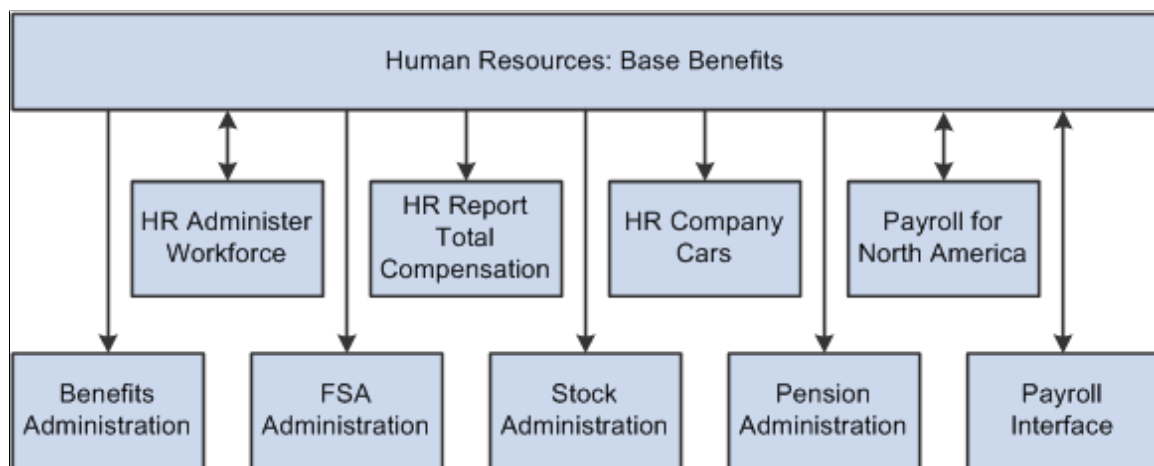 Human Resources: Base Benefits
HR Administer
Workforce
HR Report
Total
Compensation
HR Company
Cars
Payroll for
North America
Benefits
Administration
FSA
Administration
Stock
Administration
Pension
Administration
Payroll
Interface